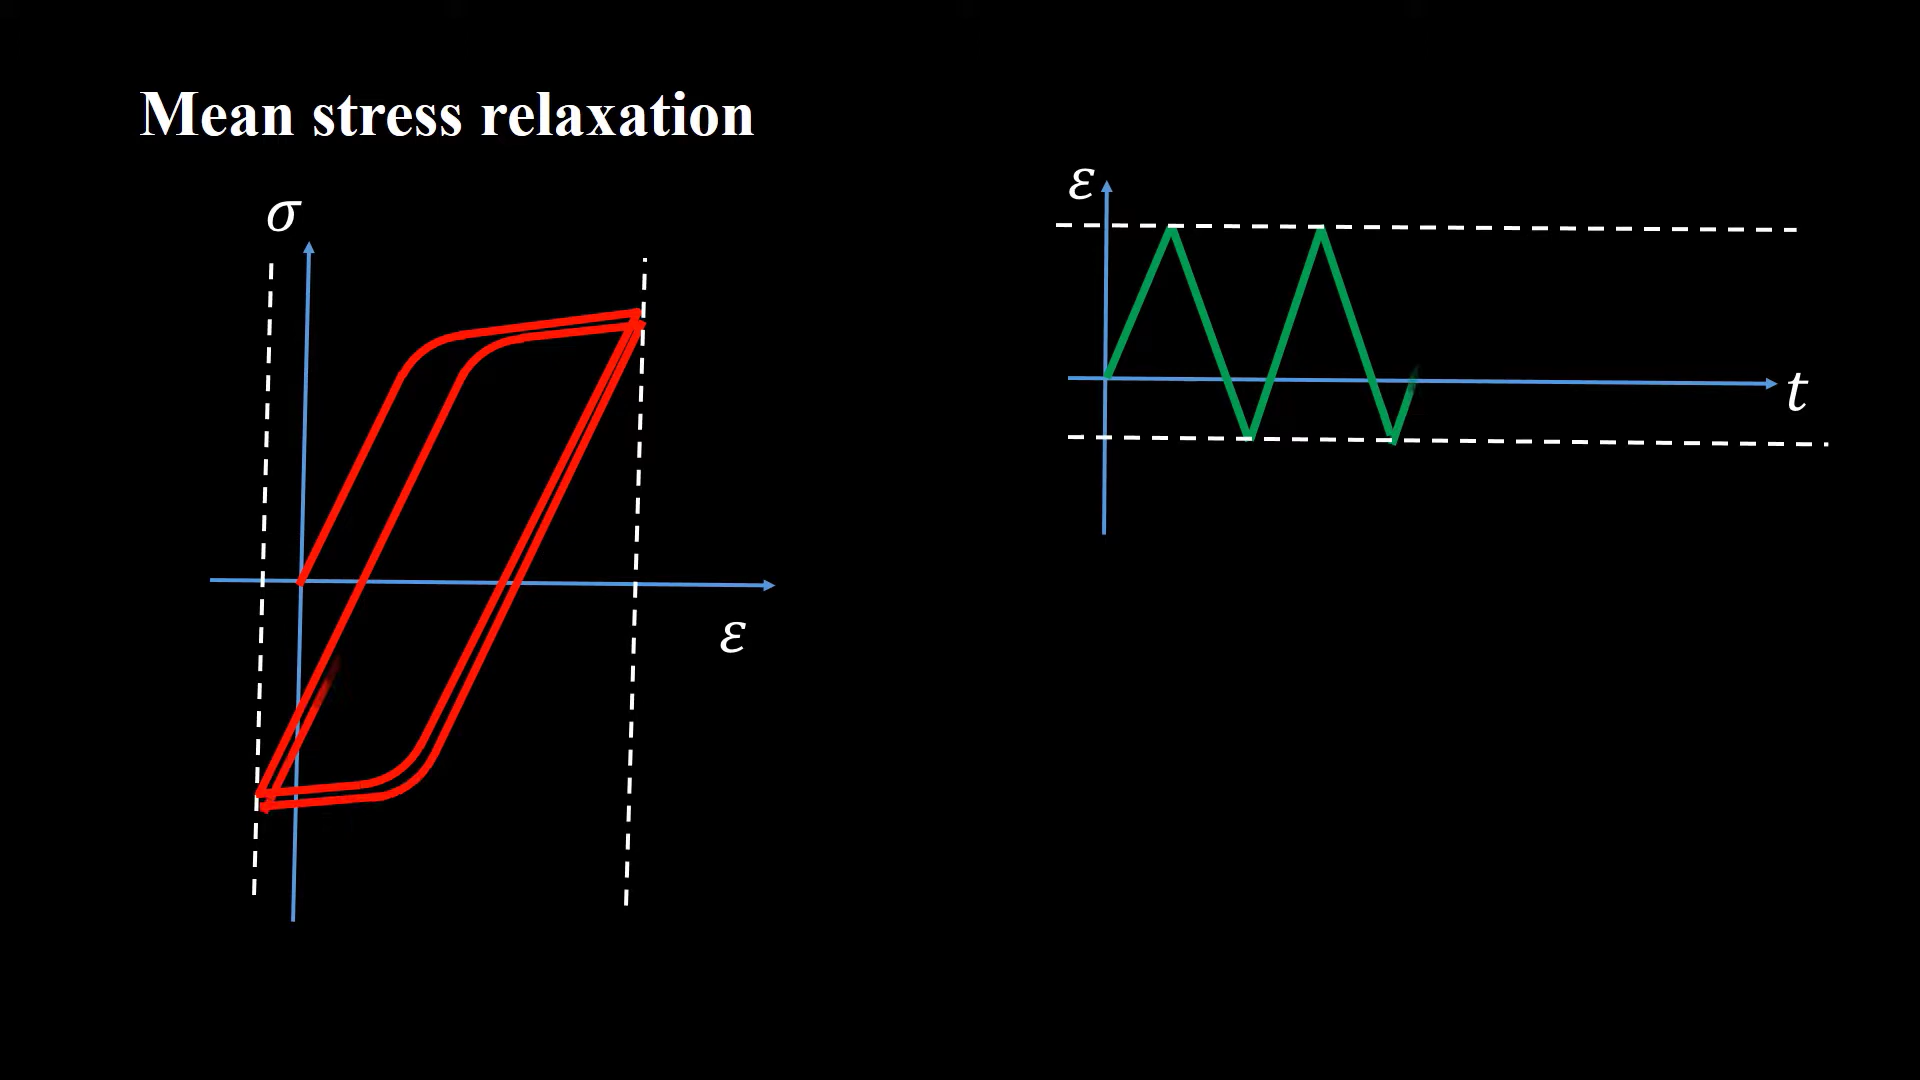 Mean stress relaxation
σ
ε
ε
t